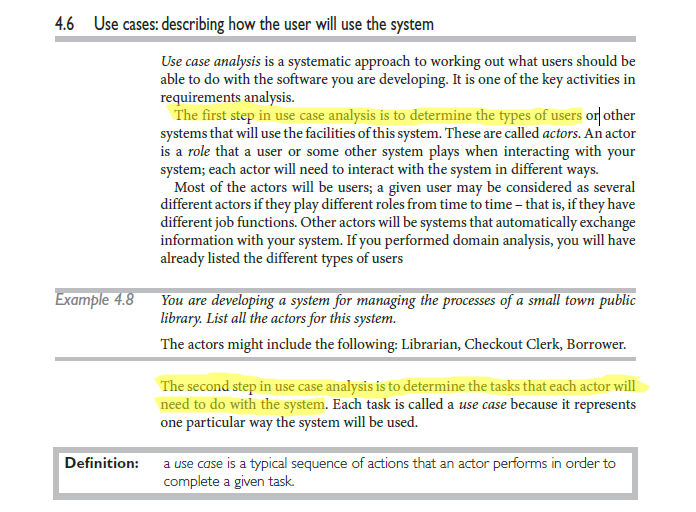 4.6 Use cases: describing how the user will use the system
Use case analysis is a systematic approach to working out what users should be
able to do with the software you are developing. It is one of the key activities in
requirements analysis.
The first step in use case analysis is to determine the types of users or other
systems that will use the facilities of this system. These are called actors. An actor
is a role that a user or some other system plays when interacting with your
system; each actor will need to interact with the system in different ways.
Most of the actors will be users; a given user may be considered as several
different actors if they play different roles from time to time – that is, if they have
different job functions. Other actors will be systems that automatically exchange
information with your system. If you performed domain analysis, you will have
already listed the different types of users
Example 4.8 You are developing a system for managing the processes of a small town public
library. List all the actors for this system.
The actors might include the following: Librarian, Checkout Clerk, Borrower.
The second step in use case analysis is to determine the tasks that each actor will
need to do with the system. Each task is called a use case because it represents
one particular way the system will be used.
Definition: a use case is a typical sequence of actions that an actor performs in order to
complete a given task.